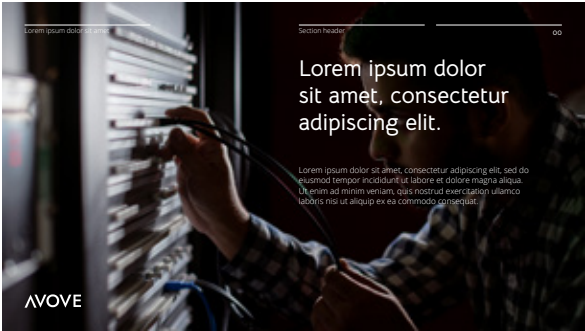 Lorem ipsum dolor sit amet
Section header
00
Lorem ipsum dolor
sit amet, consectetur
adipiscing elit.
Lorem ipsum dolor sit amet, consectetur adipiscing elit, sed do
eiusmod tempor incididunt ut labore et dolore magna aliqua.
Ut enim ad minim veniam, quis nostrud exercitation ullamco
laboris nisi ut aliquip ex ea commodo consequat.
AVOVE